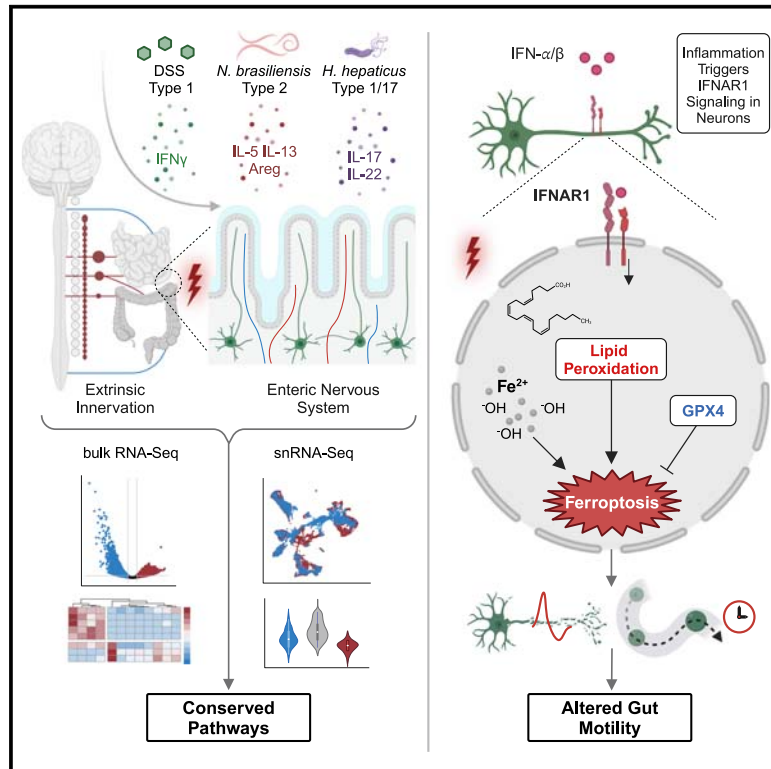 DSS
Type 1
N. brasiliensis
Type 2
H. hepaticus
Type 1/17
IFNγ
IL-5 IL-13
Areg
IL-17
IL-22
Extrinsic
Innervation
Enteric Nervous
System
bulk RNA-Seq
snRNA-Seq
Conserved
Pathways
IFN-α/β
Inflammation
Triggers
IFNAR1
Signaling in
Neurons
IFNAR1
CO₂H
CH₃
Lipid
Peroxidation
Fe²⁺
⁻OH
⁻OH
⁻OH
GPX4
Ferroptosis
Altered Gut
Motility